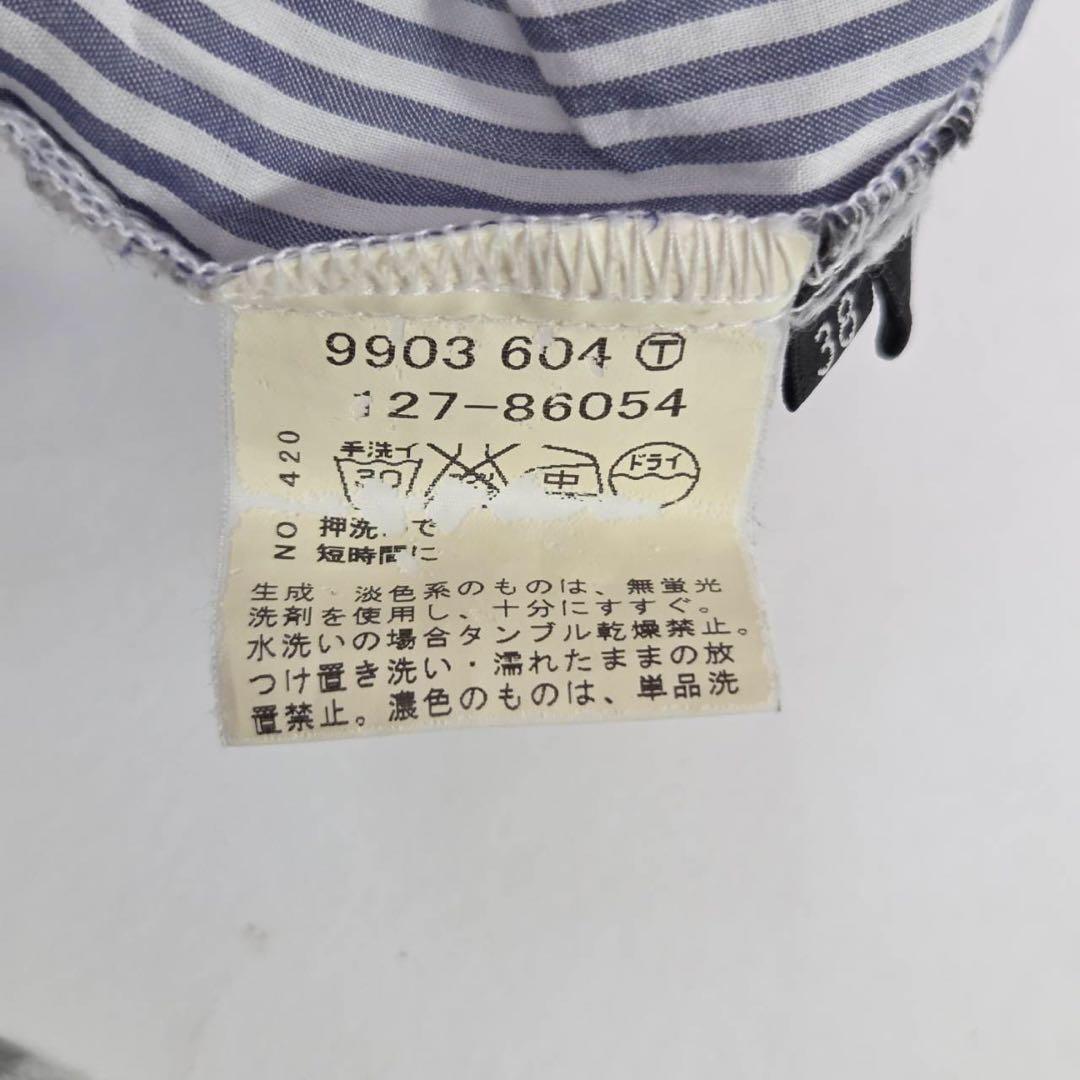 9903 604 Ⓣ
127-86054
手洗イ ドライ
30 中
NO 420
押洗 で
短時間に
生成・淡色系のものは、無蛍光
洗剤を使用し、十分にすすぐ。
水洗いの場合タンブル乾燥禁止。
つけ置き洗い・濡れたままの放
置禁止。濃色のものは、単品洗
38